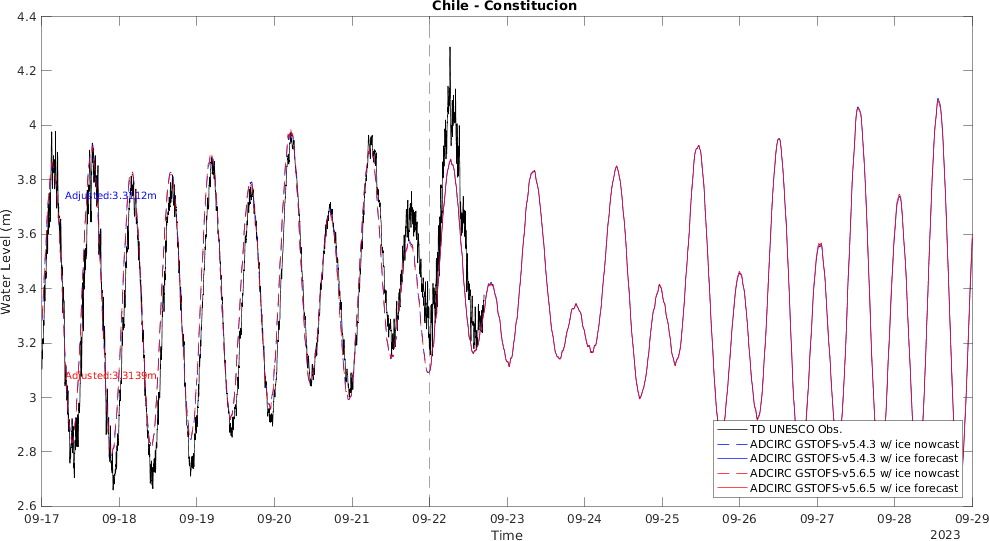 Chile - Constitucion
4.4
4.2
4
3.8
3.6
3.4
3.2
3
2.8
2.6
Water Level (m)
Adjusted:3.3139m
TD UNESCO Obs.
ADCIRC GSTOFS-v5.4.3 w/ ice nowcast
ADCIRC GSTOFS-v5.4.3 w/ ice forecast
ADCIRC GSTOFS-v5.6.5 w/ ice nowcast
ADCIRC GSTOFS-v5.6.5 w/ ice forecast
09-17 09-18 09-19 09-20 09-21 09-22 09-23 09-24 09-25 09-26 09-27 09-28 09-29
Time
2023